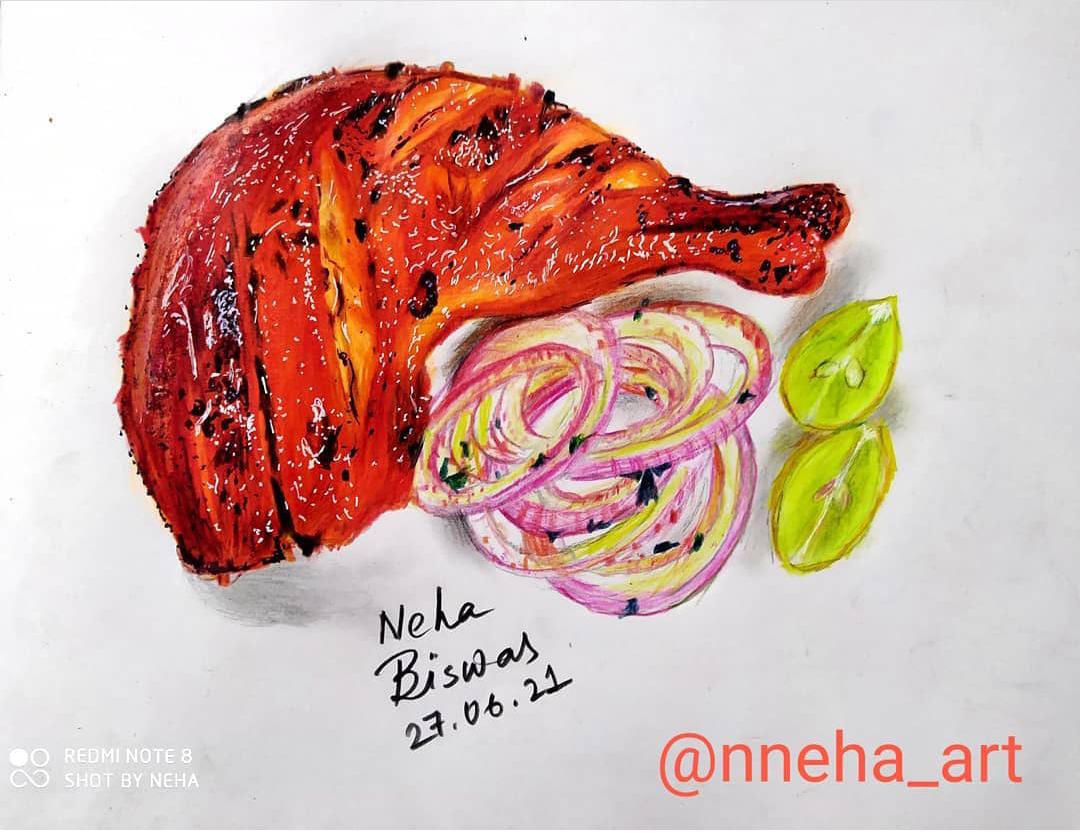 Neha
Biswas
27.06.21
REDMI NOTE 8
SHOT BY NEHA
@nneha_art